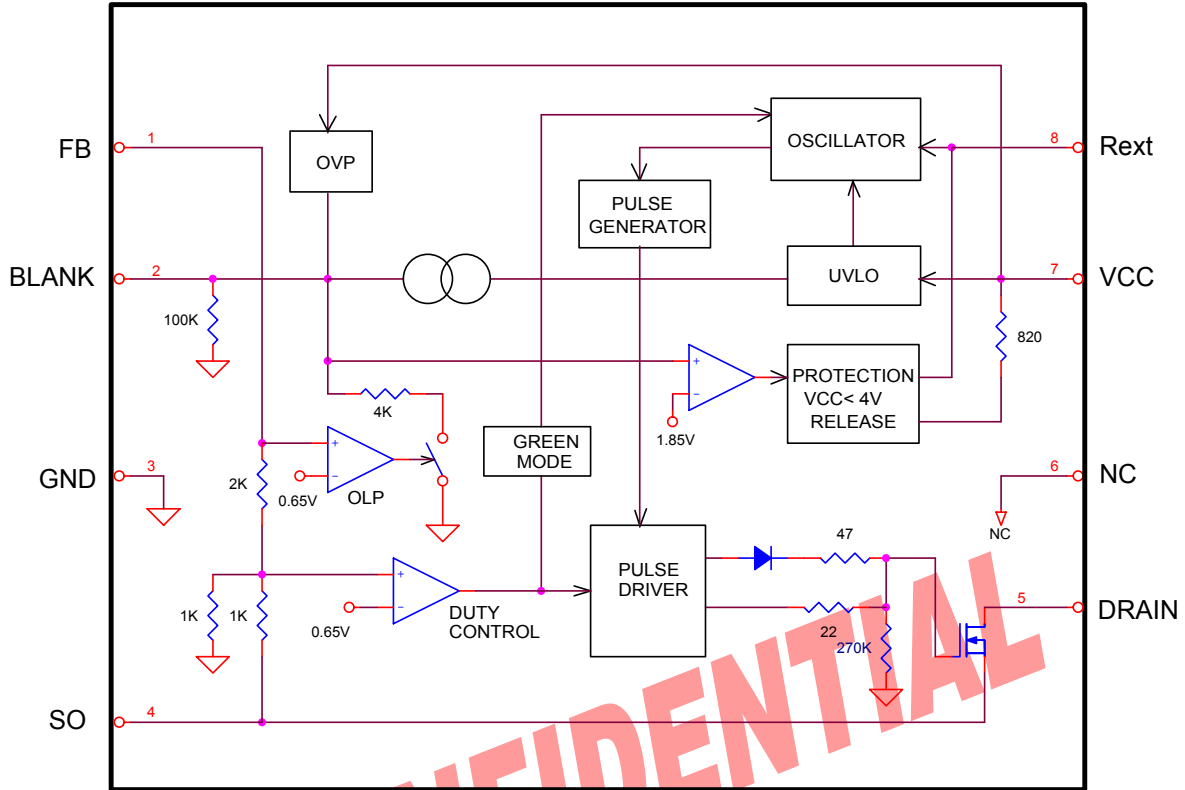 FB
1
OVP
OSCILLATOR
8
Rext
PULSE
GENERATOR
BLANK
2
UVLO
7
VCC
100K
820
PROTECTION
VCC< 4V
RELEASE
+
−
1.85V
4K
GREEN
MODE
GND
3
+
−
0.65V
OLP
2K
6
NC
NC
47
PULSE
DRIVER
+
−
0.65V
DUTY
CONTROL
1K
1K
22
270K
5
DRAIN
SO
4